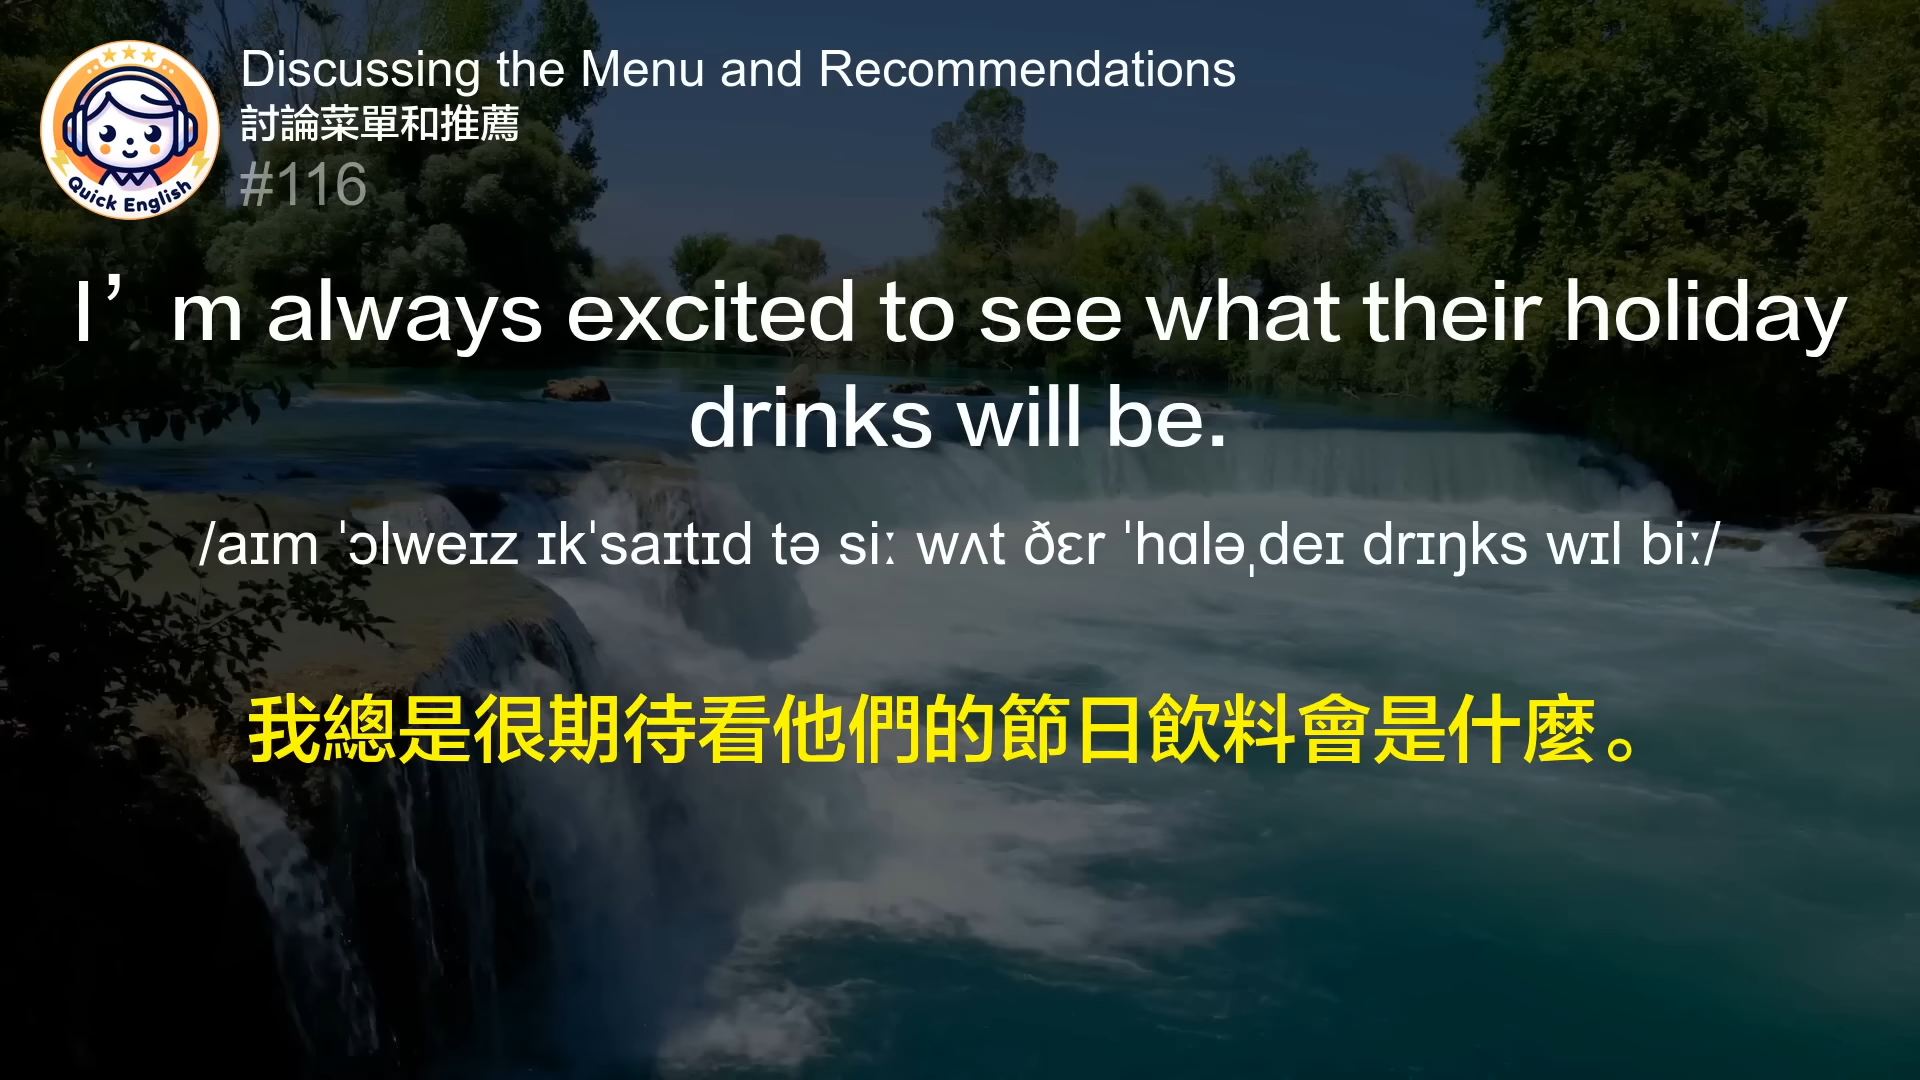 Quick English
Discussing the Menu and Recommendations
討論菜單和推薦
#116
I’m always excited to see what their holiday
drinks will be.
/aɪm ˈɔlweɪz ɪkˈsaɪtɪd tə siː wʌt ðɛr ˈhɑləˌdeɪ drɪŋks wɪl biː/
我總是很期待看他們的節日飲料會是什麼。